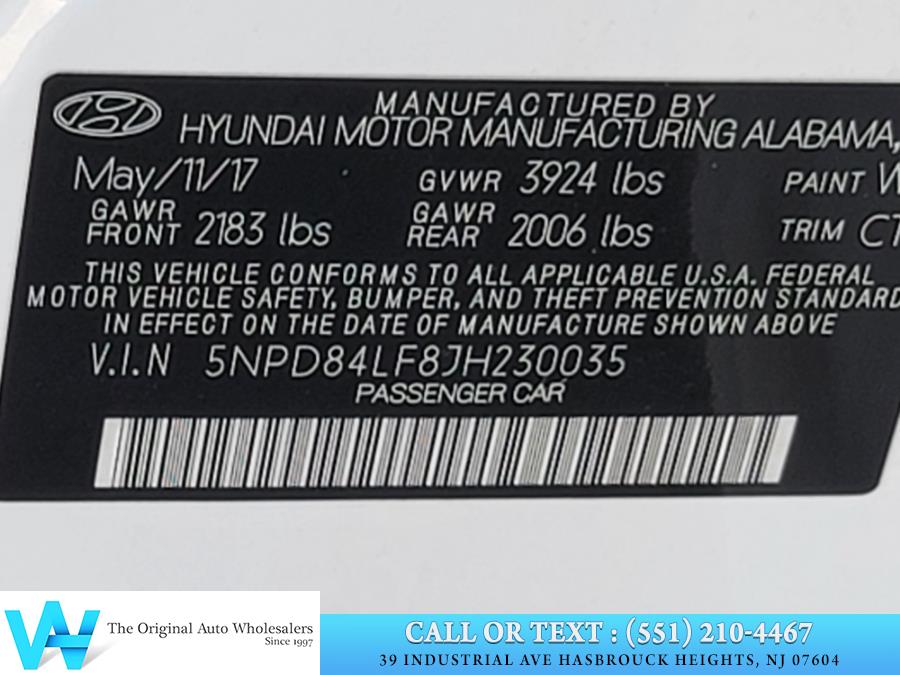 MANUFACTURED BY
HYUNDAI MOTOR MANUFACTURING ALABAMA,
May/11/17 GVWR 3924 lbs PAINT W
GAWR FRONT 2183 lbs GAWR REAR 2006 lbs TRIM CT
THIS VEHICLE CONFORMS TO ALL APPLICABLE U.S.A. FEDERAL
MOTOR VEHICLE SAFETY, BUMPER, AND THEFT PREVENTION STANDARD
IN EFFECT ON THE DATE OF MANUFACTURE SHOWN ABOVE
V.I.N 5NPD84LF8JH230035
PASSENGER CAR
The Original Auto Wholesalers
Since 1997
CALL OR TEXT : (551) 210-4467
39 INDUSTRIAL AVE HASBROUCK HEIGHTS, NJ 07604